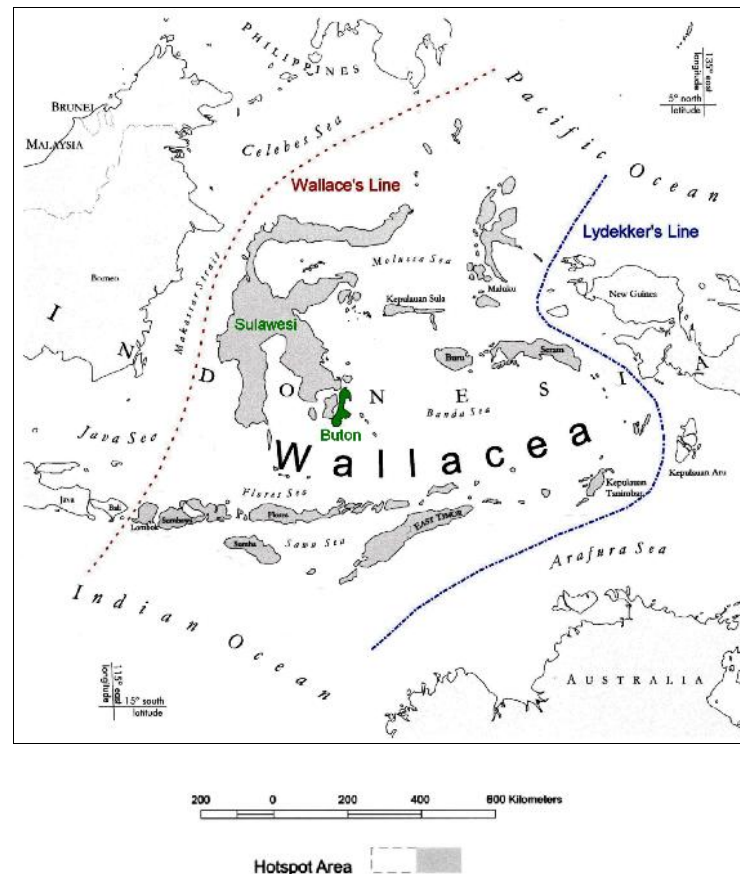 PHILIPPINES
135° east
longitude
5° north
latitude
Pacific Ocean
BRUNEI
MALAYSIA
Celebes Sea
Wallace's Line
Lydekker's Line
Makassar Strait
Molucca Sea
Borneo
Maluku
New Guinea
Kepulauan Sula
INDONESIA
Sulawesi
Buru
Seram
Banda Sea
Buton
Java Sea
Wallacea
Kepulauan Aru
Kepulauan
Tanimbar
Flores Sea
Java
Bali
Lombok
Sumbawa
Flores
EAST TIMOR
Sumba
Savu Sea
Arafura Sea
Indian Ocean
AUSTRALIA
115° east
longitude
15° south
latitude
200 0 200 400 600 Kilometers
Hotspot Area